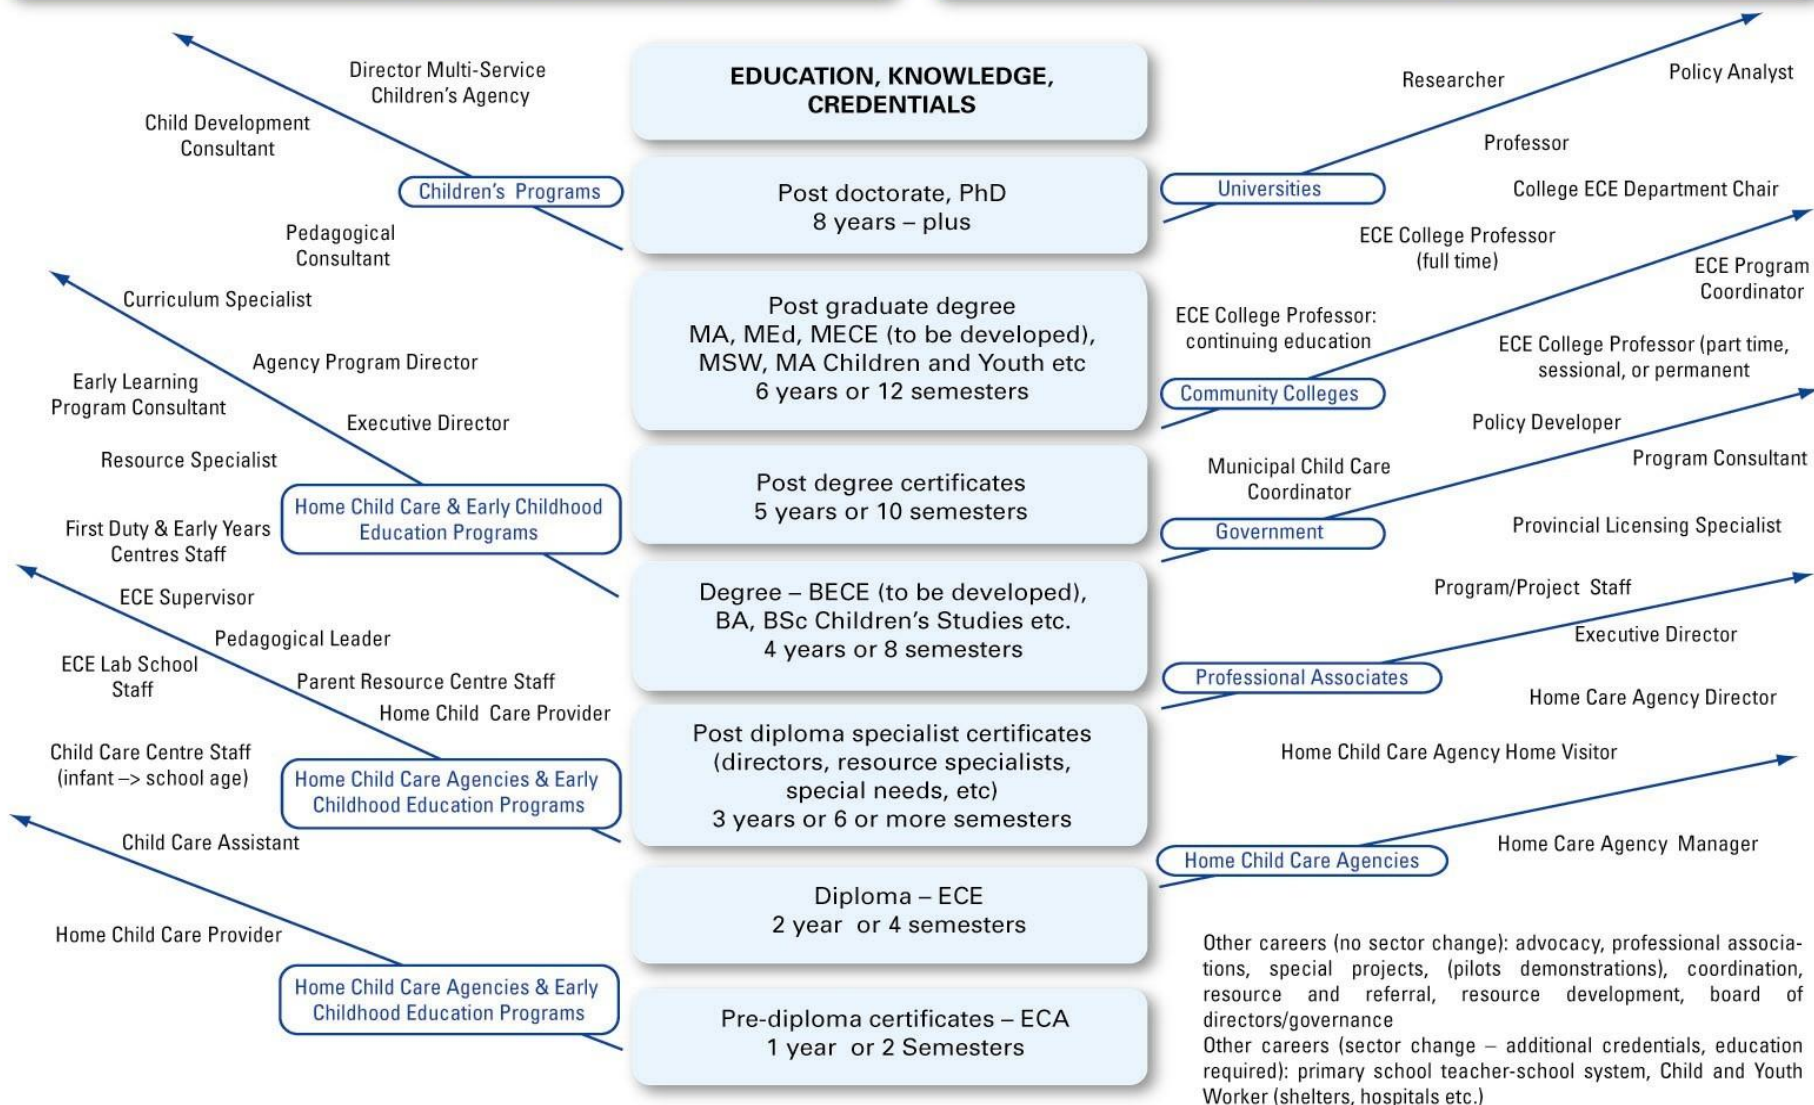 Director Multi-Service
Children's Agency
Child Development
Consultant
Children's  Programs
Pedagogical
Consultant
Curriculum Specialist
Agency Program Director
Early Learning
Program Consultant
Executive Director
Resource Specialist
Home Child Care & Early Childhood
Education Programs
First Duty & Early Years
Centres Staff
ECE Supervisor
Pedagogical Leader
ECE Lab School
Staff
Parent Resource Centre Staff
Home Child  Care Provider
Child Care Centre Staff
(infant –> school age)
Home Child Care Agencies & Early
Childhood Education Programs
Child Care Assistant
Home Child Care Provider
Home Child Care Agencies & Early
Childhood Education Programs
EDUCATION, KNOWLEDGE,
CREDENTIALS
Post doctorate, PhD
8 years – plus
Post graduate degree
MA, MEd, MECE (to be developed),
MSW, MA Children and Youth etc
6 years or 12 semesters
Post degree certificates
5 years or 10 semesters
Degree – BECE (to be developed),
BA, BSc Children's Studies etc.
4 years or 8 semesters
Post diploma specialist certificates
(directors, resource specialists,
special needs, etc)
3 years or 6 or more semesters
Diploma – ECE
2 year  or 4 semesters
Pre-diploma certificates – ECA
1 year  or 2 Semesters
Researcher
Policy Analyst
Professor
Universities
College ECE Department Chair
ECE College Professor
(full time)
ECE Program
Coordinator
ECE College Professor:
continuing education
ECE College Professor (part time,
sessional, or permanent
Community Colleges
Policy Developer
Program Consultant
Municipal Child Care
Coordinator
Government
Provincial Licensing Specialist
Program/Project  Staff
Executive Director
Professional Associates
Home Care Agency Director
Home Child Care Agency Home Visitor
Home Care Agency  Manager
Home Child Care Agencies
Other careers (no sector change): advocacy, professional associa-
tions, special projects, (pilots demonstrations), coordination,
resource and referral, resource development, board of
directors/governance
Other careers (sector change – additional credentials, education
required): primary school teacher-school system, Child and Youth
Worker (shelters, hospitals etc.)